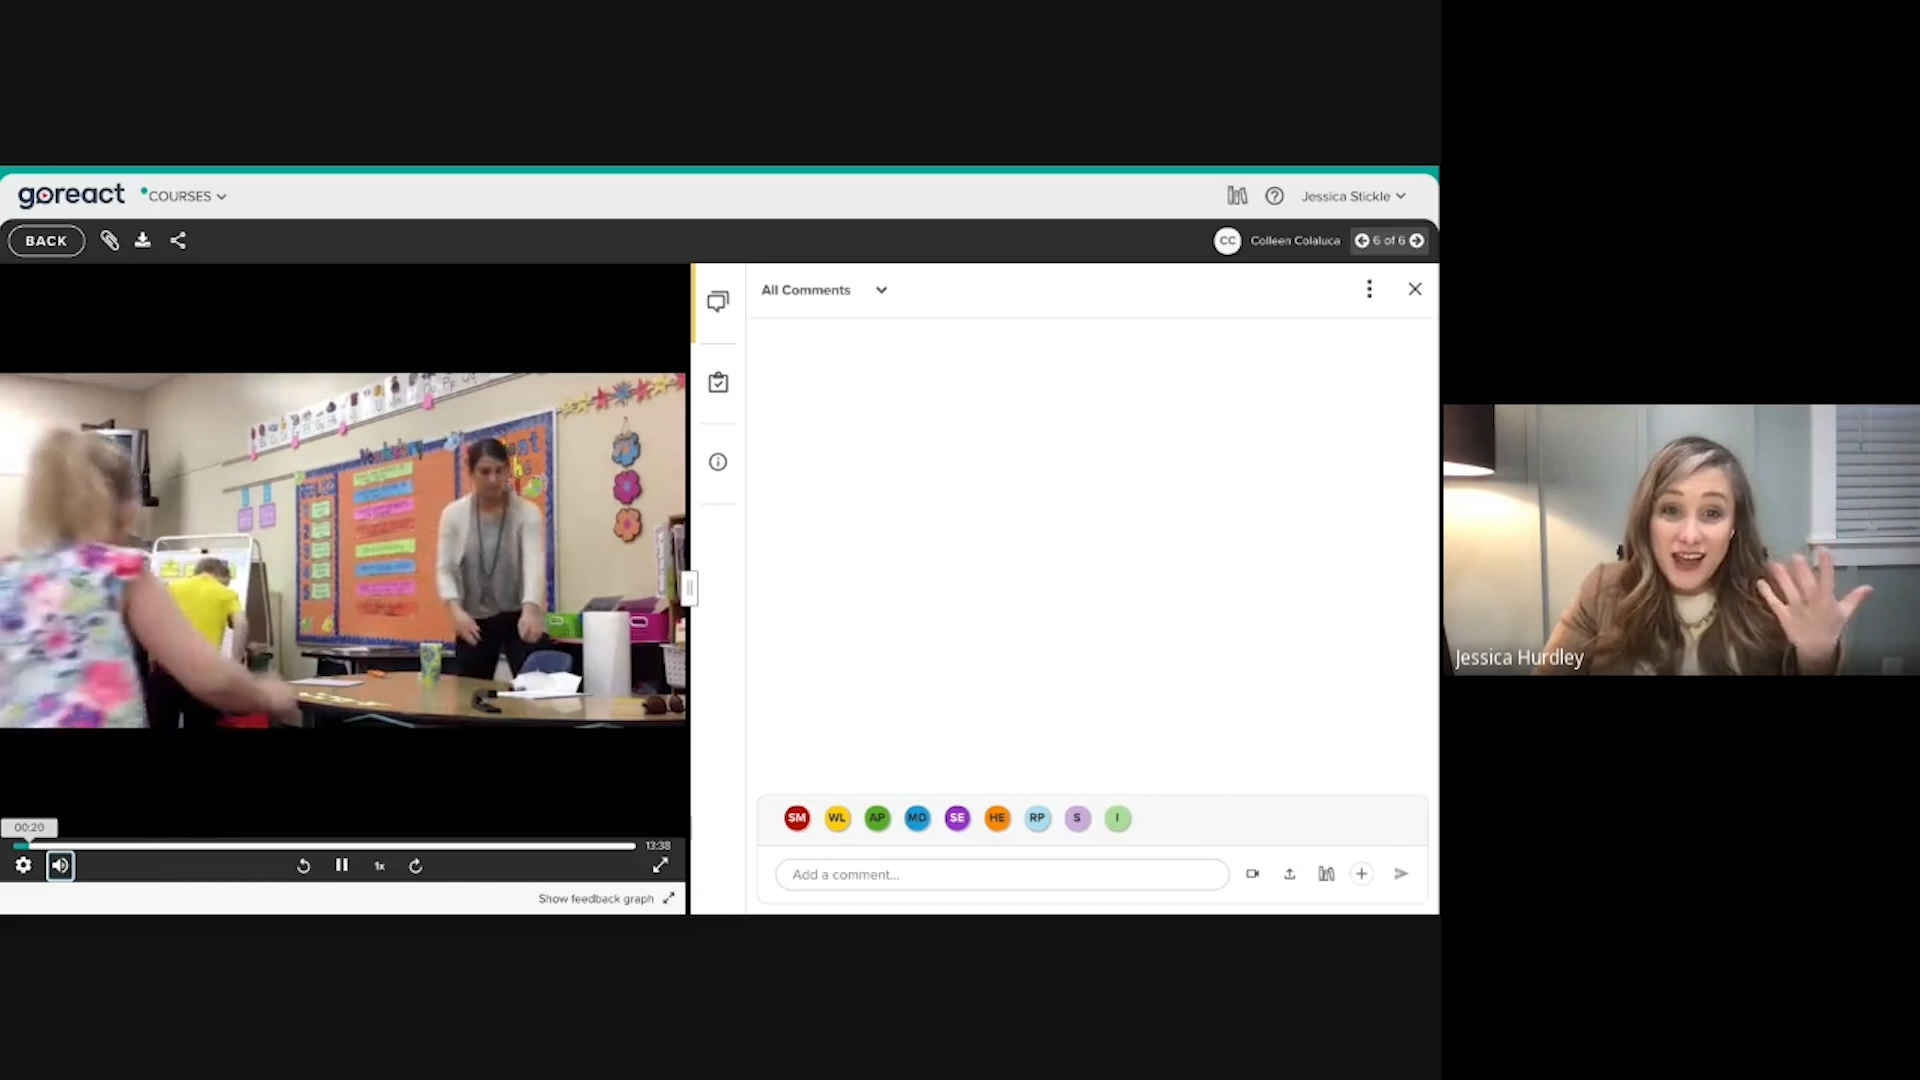 goreact
COURSES
Jessica Stickle
BACK
CC
Colleen Colaluca
6 of 6
All Comments
Vocabulary
00:20
13:38
1x
Show feedback graph
SM
WL
AP
MD
SE
HE
RP
S
I
Add a comment...
Jessica Hurdley